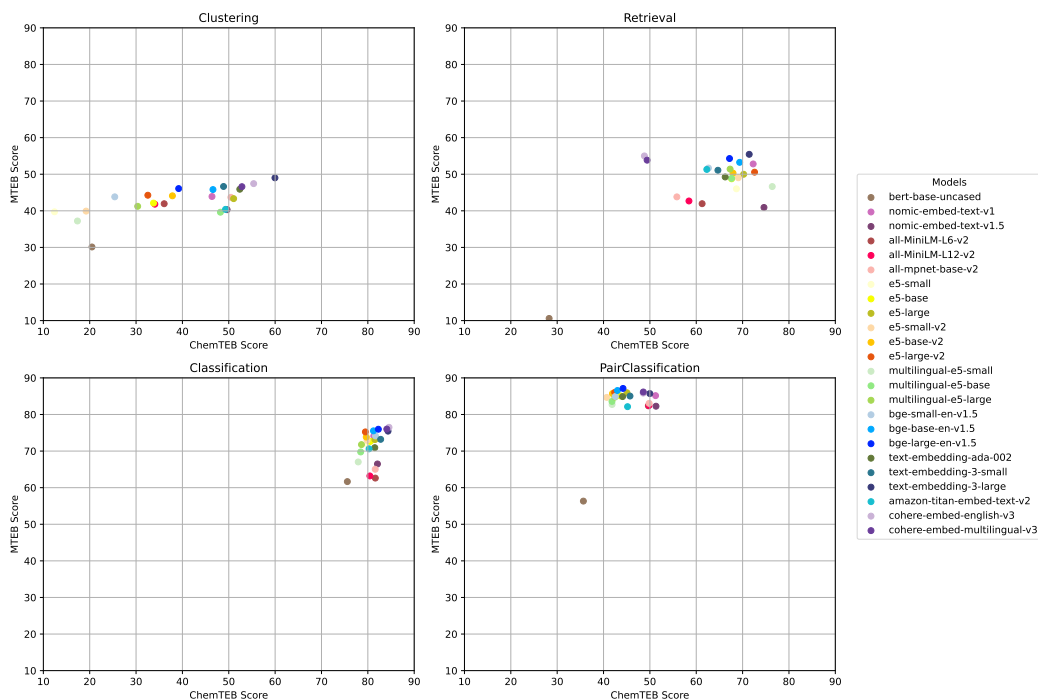 Clustering
90
80
70
60
50
40
30
20
10
MTEB Score
10 20 30 40 50 60 70 80 90
ChemTEB Score
Retrieval
90
80
70
60
50
40
30
20
10
MTEB Score
10 20 30 40 50 60 70 80 90
ChemTEB Score
Classification
90
80
70
60
50
40
30
20
10
MTEB Score
10 20 30 40 50 60 70 80 90
ChemTEB Score
PairClassification
90
80
70
60
50
40
30
20
10
MTEB Score
10 20 30 40 50 60 70 80 90
ChemTEB Score
Models
bert-base-uncased
nomic-embed-text-v1
nomic-embed-text-v1.5
all-MiniLM-L6-v2
all-MiniLM-L12-v2
all-mpnet-base-v2
e5-small
e5-base
e5-large
e5-small-v2
e5-base-v2
e5-large-v2
multilingual-e5-small
multilingual-e5-base
multilingual-e5-large
bge-small-en-v1.5
bge-base-en-v1.5
bge-large-en-v1.5
text-embedding-ada-002
text-embedding-3-small
text-embedding-3-large
amazon-titan-embed-text-v2
cohere-embed-english-v3
cohere-embed-multilingual-v3